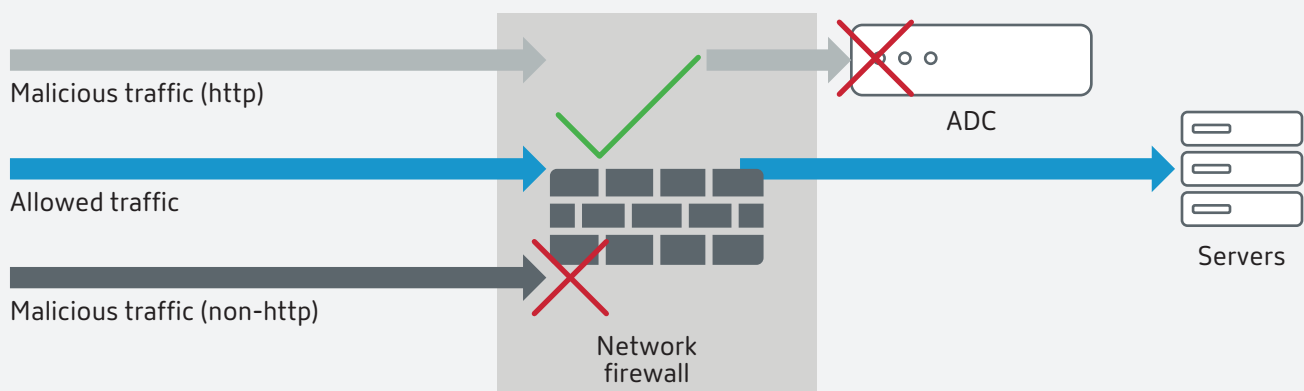 Malicious traffic (http)
ADC
Allowed traffic
Servers
Malicious traffic (non-http)
Network
firewall